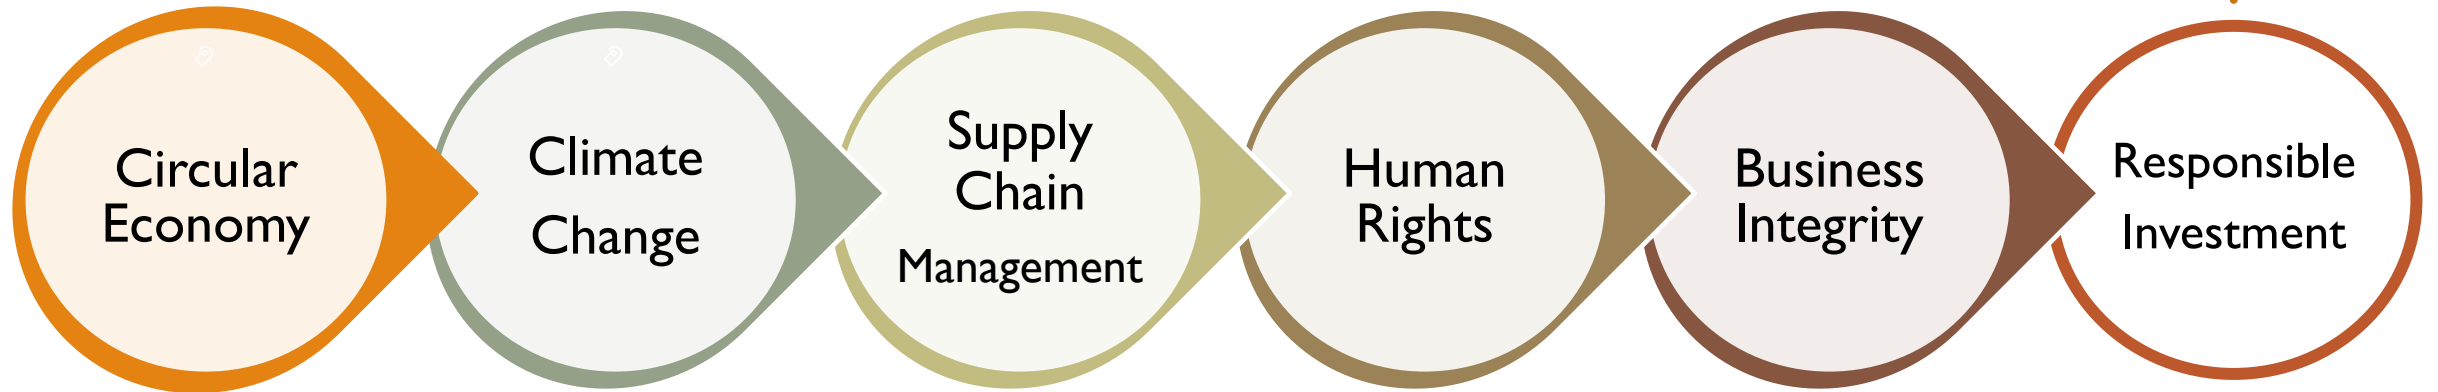 Circular
Economy
Climate
Change
Supply
Chain
Management
Human
Rights
Business
Integrity
Responsible
Investment